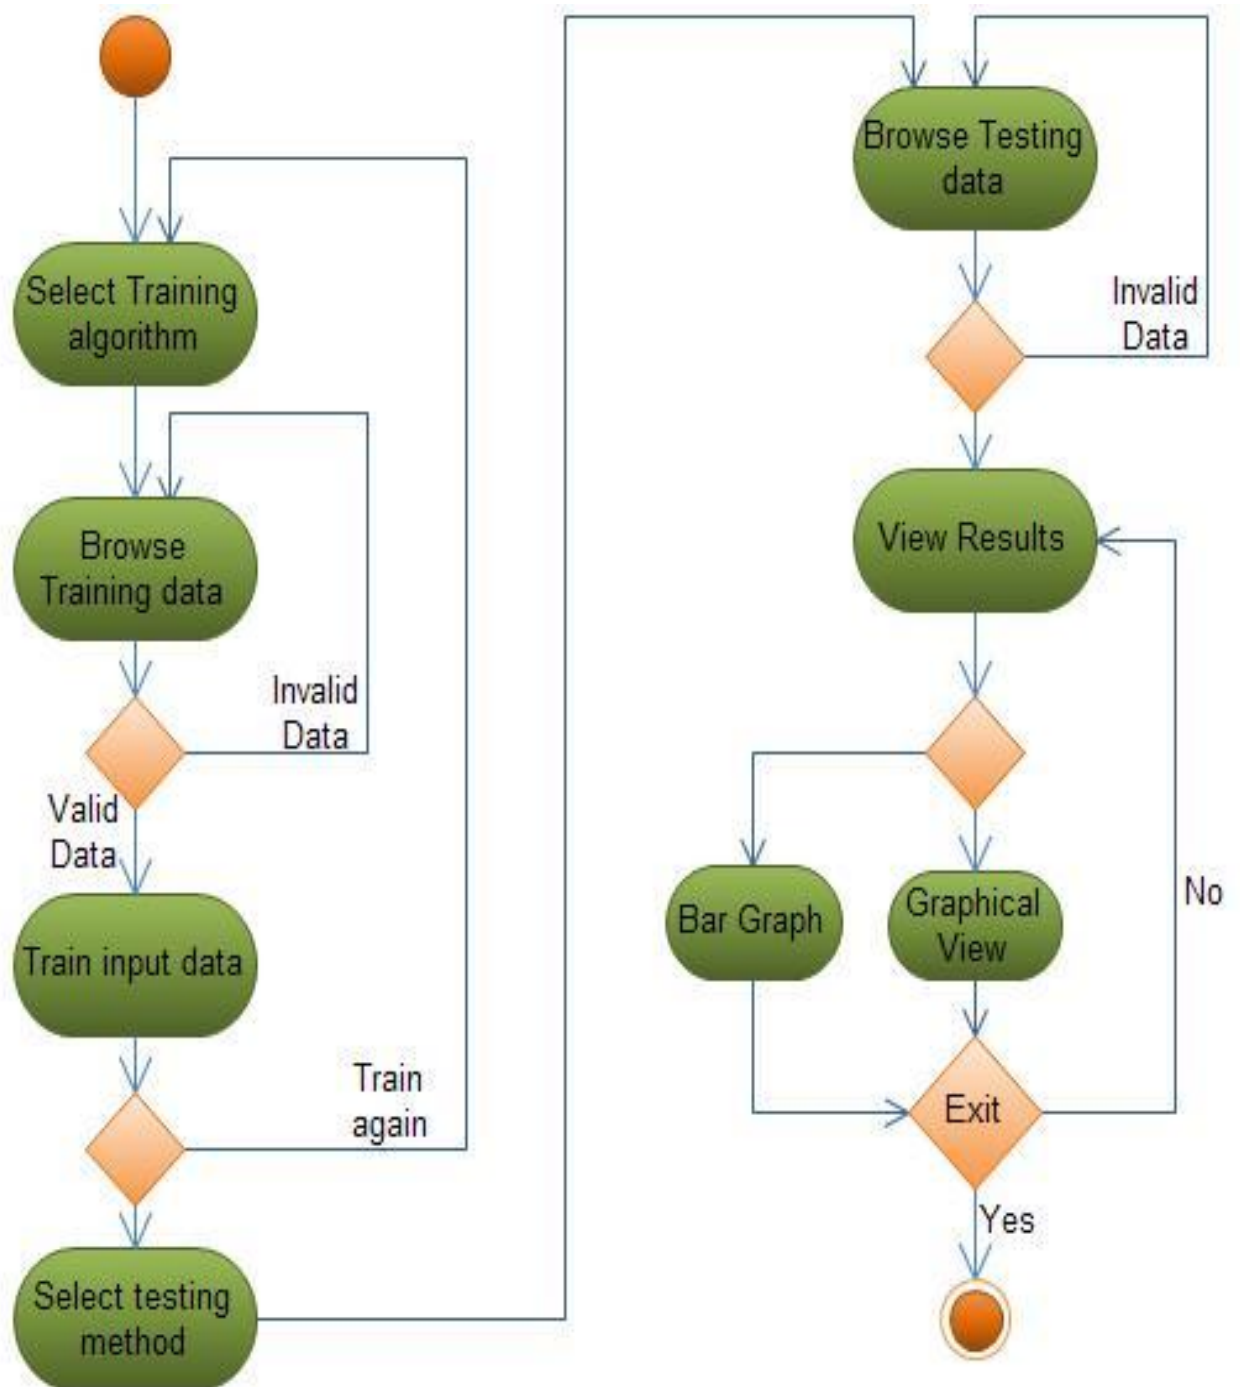 Select Training
algorithm
Browse
Training data
Invalid
Data
Valid
Data
Train input data
Train
again
Select testing
method
Browse Testing
data
Invalid
Data
View Results
Bar Graph
Graphical
View
No
Exit
Yes